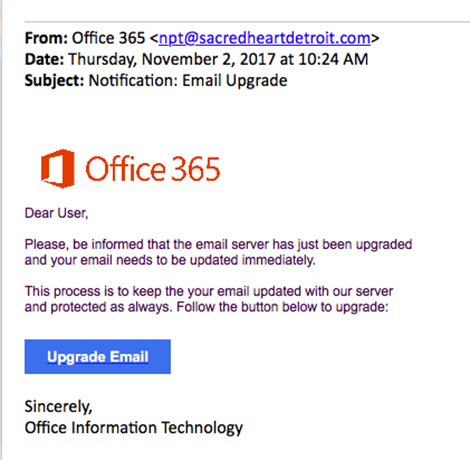 From: Office 365 <npt@sacredheartdetroit.com>
Date: Thursday, November 2, 2017 at 10:24 AM
Subject: Notification: Email Upgrade
Office 365
Dear User,
Please, be informed that the email server has just been upgraded
and your email needs to be updated immediately.
This process is to keep the your email updated with our server
and protected as always. Follow the button below to upgrade:
Upgrade Email
Sincerely,
Office Information Technology